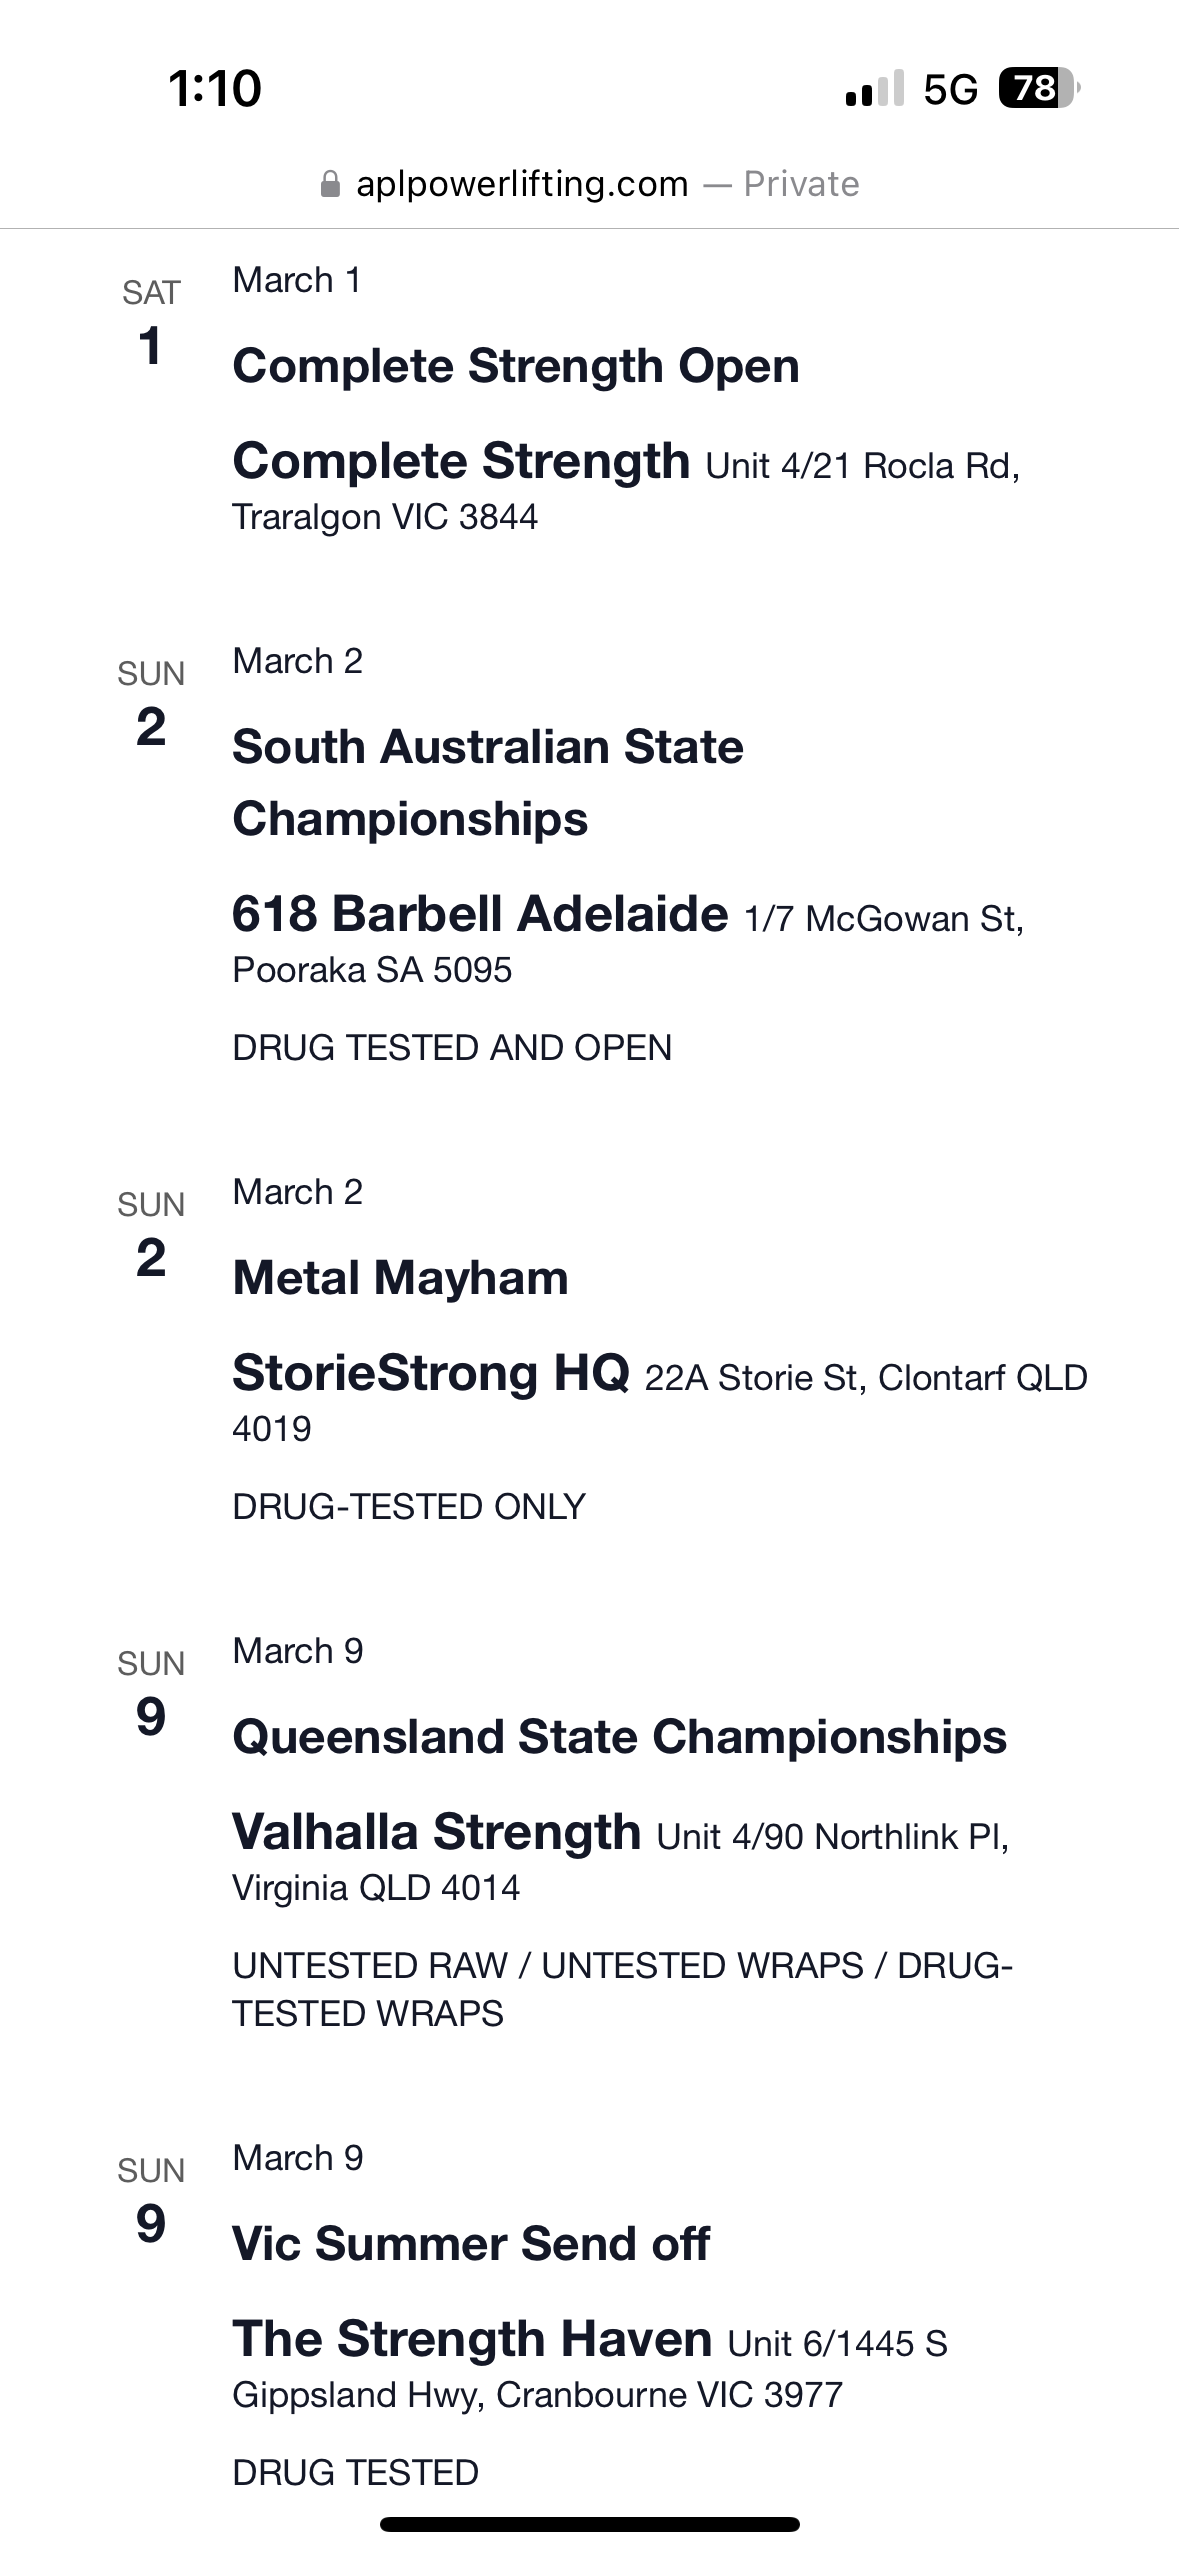 1:10 5G 78
aplpowerlifting.com — Private
SAT March 1
1
Complete Strength Open
Complete Strength Unit 4/21 Rocla Rd,
Traralgon VIC 3844
SUN March 2
2
South Australian State
Championships
618 Barbell Adelaide 1/7 McGowan St,
Pooraka SA 5095
DRUG TESTED AND OPEN
SUN March 2
2
Metal Mayham
StorieStrong HQ 22A Storie St, Clontarf QLD
4019
DRUG-TESTED ONLY
SUN March 9
9
Queensland State Championships
Valhalla Strength Unit 4/90 Northlink Pl,
Virginia QLD 4014
UNTESTED RAW / UNTESTED WRAPS / DRUG-
TESTED WRAPS
SUN March 9
9
Vic Summer Send off
The Strength Haven Unit 6/1445 S
Gippsland Hwy, Cranbourne VIC 3977
DRUG TESTED